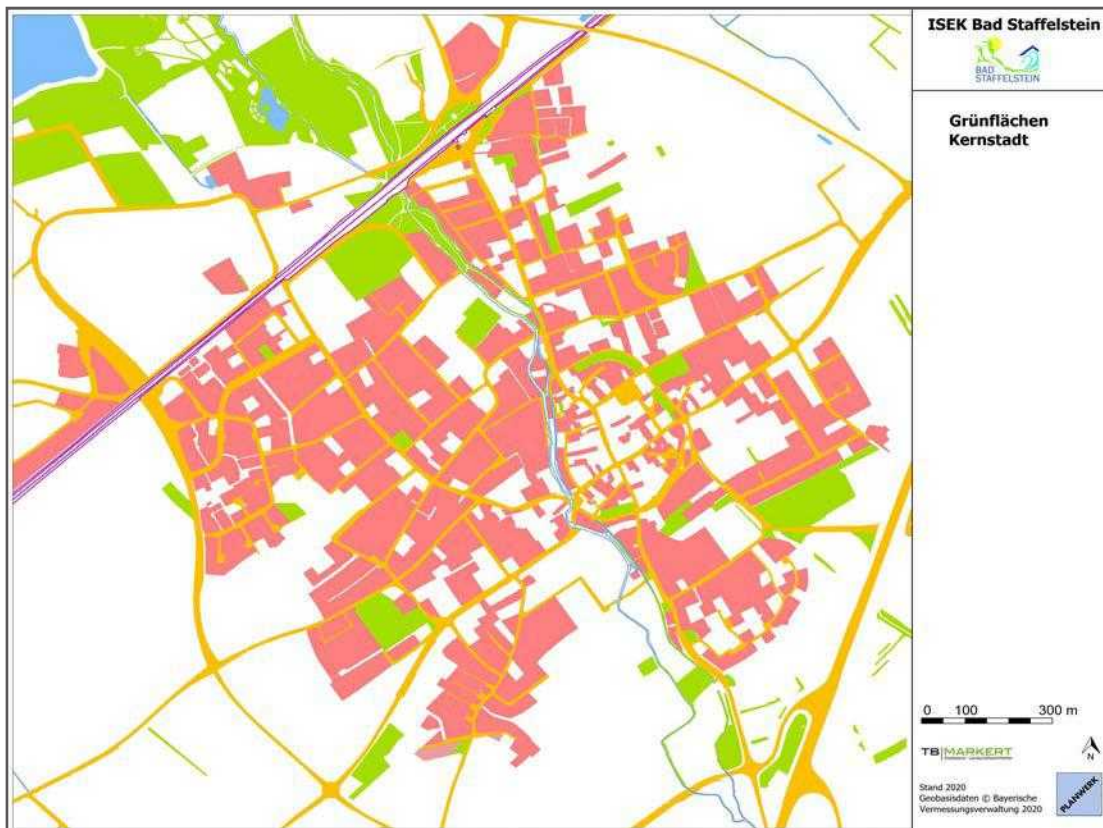 ISEK Bad Staffelstein
BAD
STAFFELSTEIN
Grünflächen
Kernstadt
0 100 300 m
TB|MARKERT
N
Stand 2020
Geobasisdaten © Bayerische
Vermessungsverwaltung 2020
PLANWERK